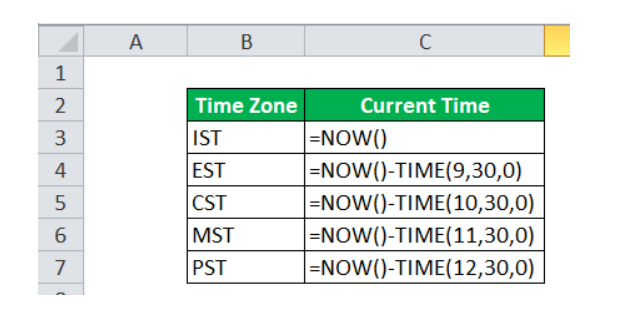 A B C
1
2 Time Zone Current Time
3 IST =NOW()
4 EST =NOW()-TIME(9,30,0)
5 CST =NOW()-TIME(10,30,0)
6 MST =NOW()-TIME(11,30,0)
7 PST =NOW()-TIME(12,30,0)